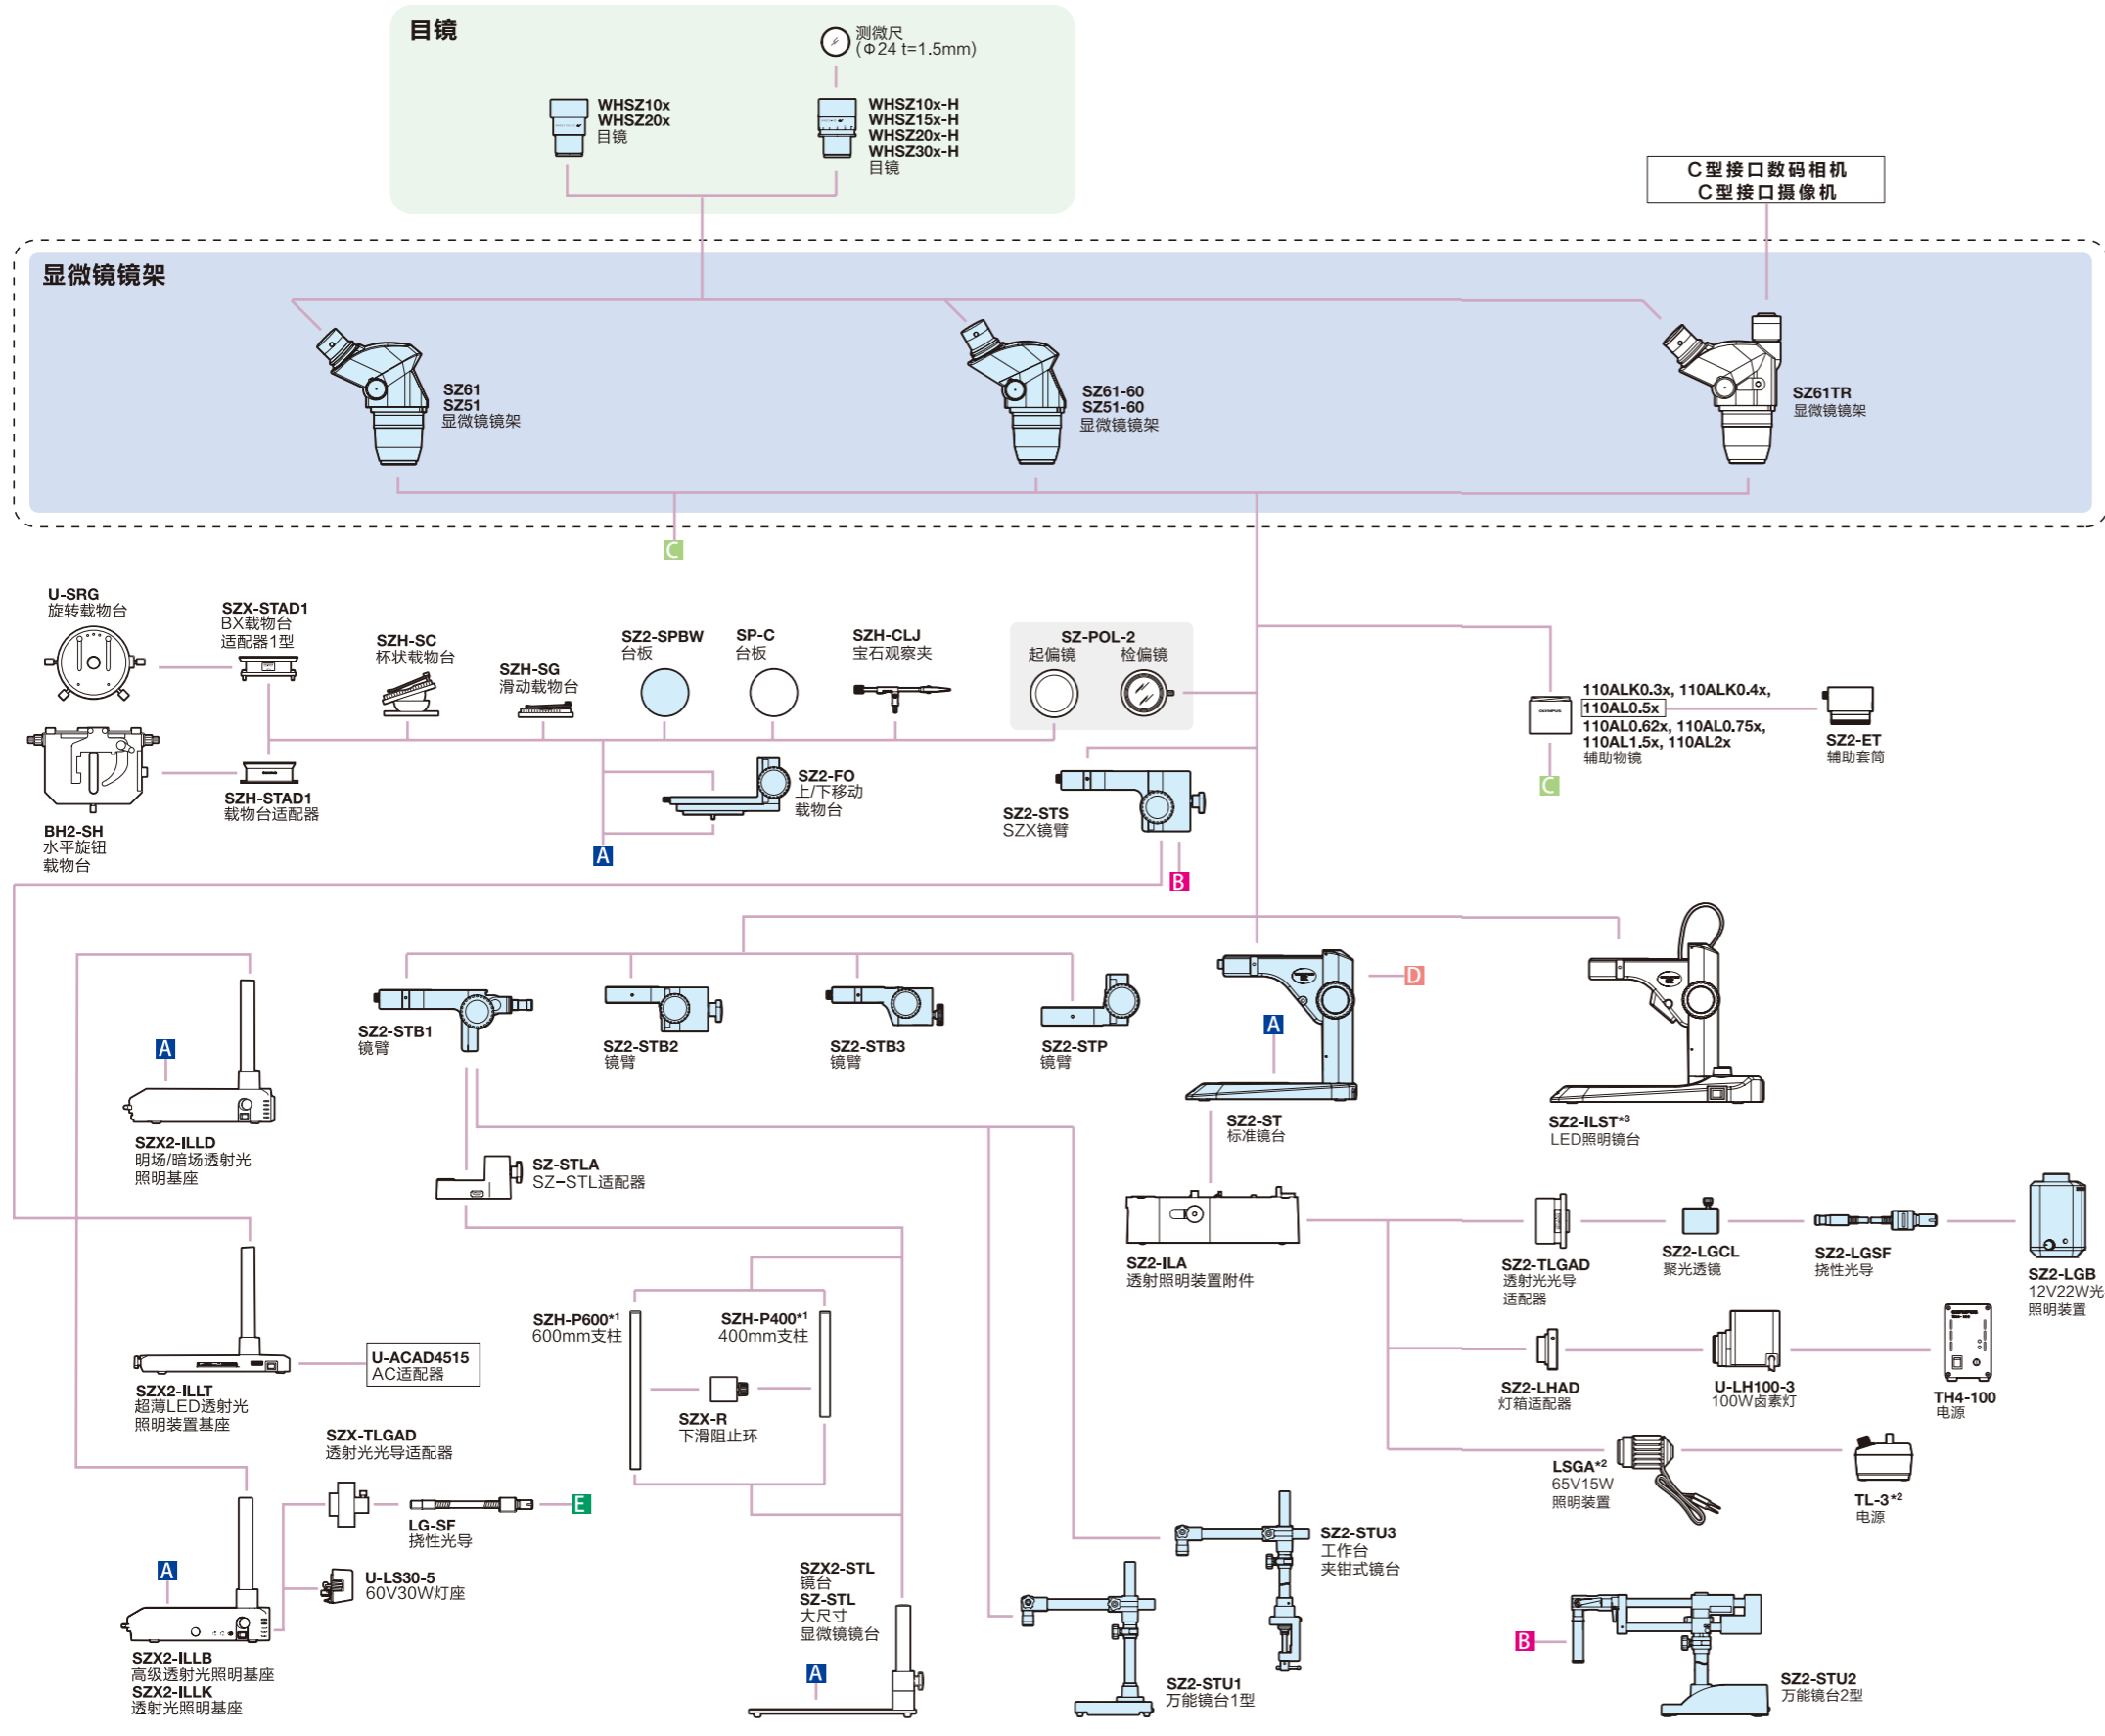 目镜
测微尺
(Φ24 t=1.5mm)
WHSZ10x
WHSZ20x
目镜
WHSZ10x-H
WHSZ15x-H
WHSZ20x-H
WHSZ30x-H
目镜
C型接口数码相机
C型接口摄像机
显微镜镜架
SZ61
SZ51
显微镜镜架
SZ61-60
SZ51-60
显微镜镜架
SZ61TR
显微镜镜架
C
U-SRG
旋转载物台
SZX-STAD1
BX载物台
适配器1型
SZH-SC
杯状载物台
SZH-SG
滑动载物台
SZ2-SPBW
台板
SP-C
台板
SZH-CLJ
宝石观察夹
SZ-POL-2
起偏镜
检偏镜
110ALK0.3x, 110ALK0.4x,
110AL0.5x
110AL0.62x, 110AL0.75x,
110AL1.5x, 110AL2x
辅助物镜
SZ2-ET
辅助套筒
C
BH2-SH
水平旋钮
载物台
SZH-STAD1
载物台适配器
SZ2-FO
上/下移动
载物台
A
SZ2-STS
SZX镜臂
B
SZ2-STB1
镜臂
SZ2-STB2
镜臂
SZ2-STB3
镜臂
SZ2-STP
镜臂
D
A
SZ2-ST
标准镜台
SZ2-ILST*3
LED照明镜台
A
SZX2-ILLD
明场/暗场透射光
照明基座
SZ-STLA
SZ-STL适配器
SZ2-ILA
透射照明装置附件
SZ2-TLGAD
透射光光导
适配器
SZ2-LGCL
聚光透镜
SZ2-LGSF
挠性光导
SZ2-LGB
12V22W光
照明装置
SZH-P600*1
600mm支柱
SZH-P400*1
400mm支柱
SZX-R
下滑阻止环
SZX2-ILLT
超薄LED透射光
照明装置基座
U-ACAD4515
AC适配器
SZ2-LHAD
灯箱适配器
U-LH100-3
100W卤素灯
TH4-100
电源
SZX-TLGAD
透射光光导适配器
LG-SF
挠性光导
E
LSGA*2
65V15W
照明装置
TL-3*2
电源
U-LS30-5
60V30W灯座
A
SZX2-ILLB
高级透射光照明基座
SZX2-ILLK
透射光照明基座
SZX2-STL
镜台
SZ-STL
大尺寸
显微镜镜台
A
SZ2-STU3
工作台
夹钳式镜台
SZ2-STU1
万能镜台1型
B
SZ2-STU2
万能镜台2型